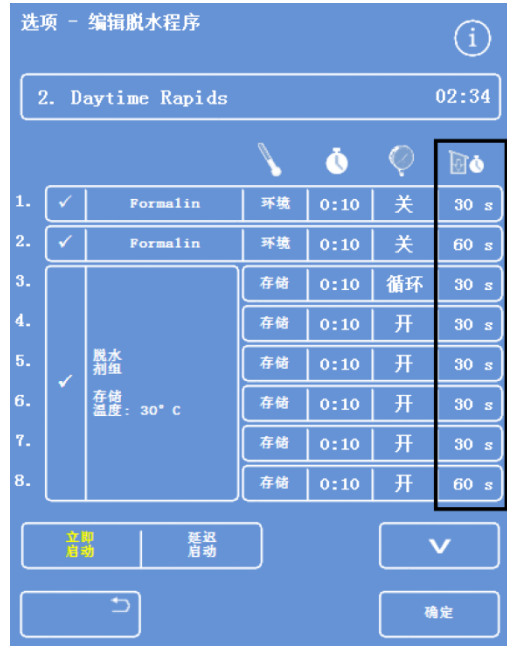 选项 - 编辑脱水程序
i
2. Daytime Rapids 02:34
1. ✓ Formalin 环境 0:10 关 30 s
2. ✓ Formalin 环境 0:10 关 60 s
3. 存储 0:10 循环 30 s
4. 存储 0:10 开 30 s
脱水
剂组
5. 存储 0:10 开 30 s
✓
存储
温度: 30° C
6. 存储 0:10 开 30 s
7. 存储 0:10 开 30 s
8. 存储 0:10 开 60 s
立即
启动
延迟
启动
确定